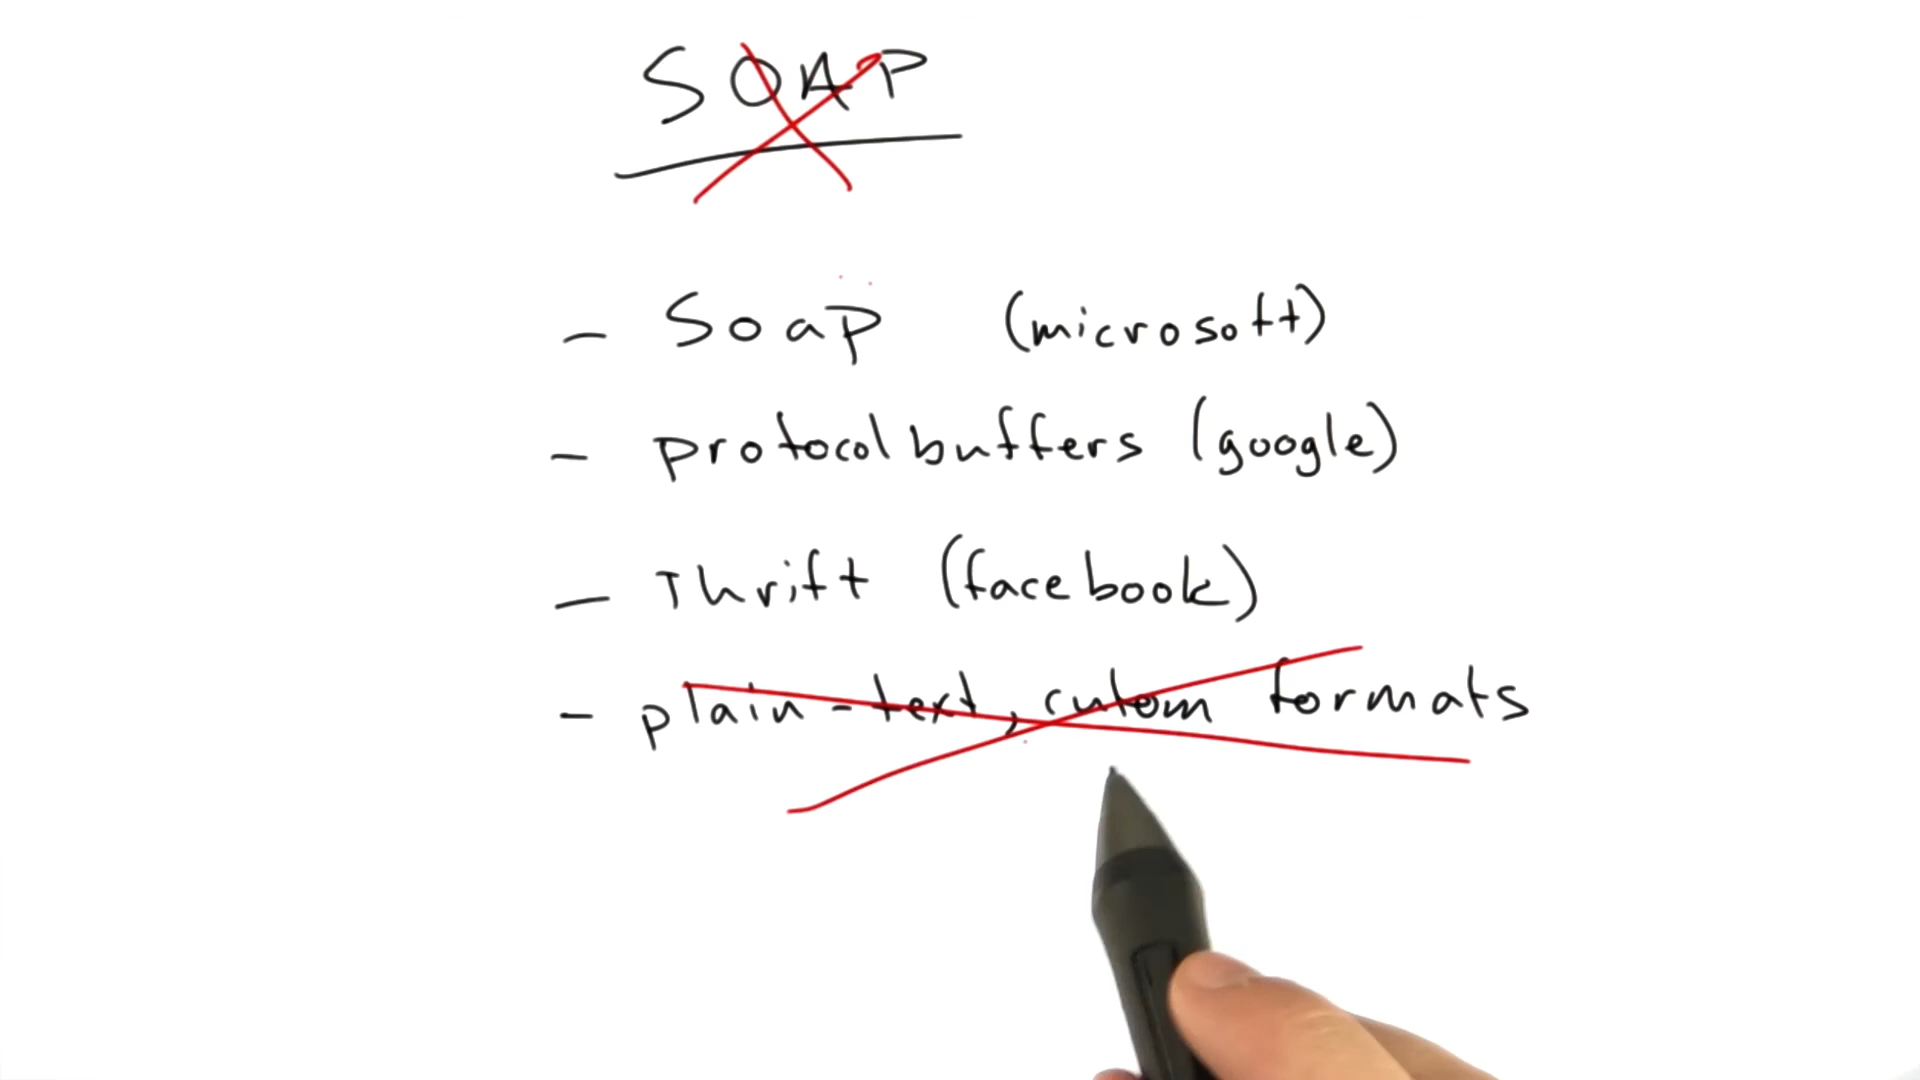 SOAP
- Soap (microsoft)
- protocol buffers (google)
- Thrift (facebook)
- plain-text, cutom formats